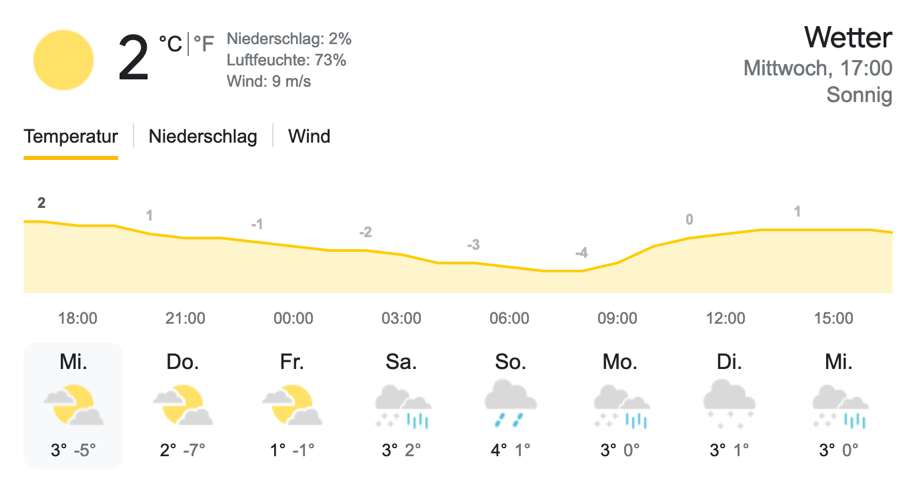 2 °C | °F
Niederschlag: 2%
Luftfeuchte: 73%
Wind: 9 m/s
Wetter
Mittwoch, 17:00
Sonnig
Temperatur | Niederschlag | Wind
2 1 -1 -2 -3 -4 0 1
18:00 21:00 00:00 03:00 06:00 09:00 12:00 15:00
Mi. Do. Fr. Sa. So. Mo. Di. Mi.
3° -5° 2° -7° 1° -1° 3° 2° 4° 1° 3° 0° 3° 1° 3° 0°